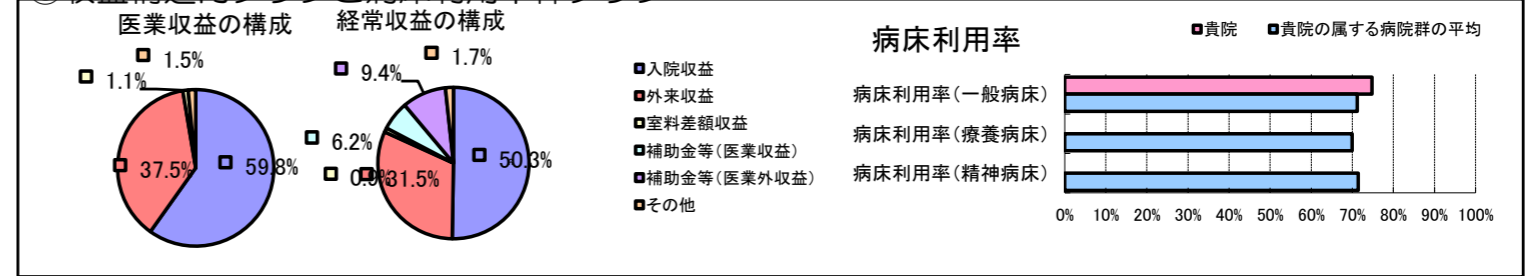 医業収益の構成
1.5%
1.1%
37.5%
59.8%
経常収益の構成
1.7%
9.4%
6.2%
0.9%
31.5%
50.3%
入院収益
外来収益
室料差額収益
補助金等(医業収益)
補助金等(医業外収益)
その他
病床利用率
貴院
貴院の属する病院群の平均
病床利用率(一般病床)
病床利用率(療養病床)
病床利用率(精神病床)
0% 10% 20% 30% 40% 50% 60% 70% 80% 90% 100%